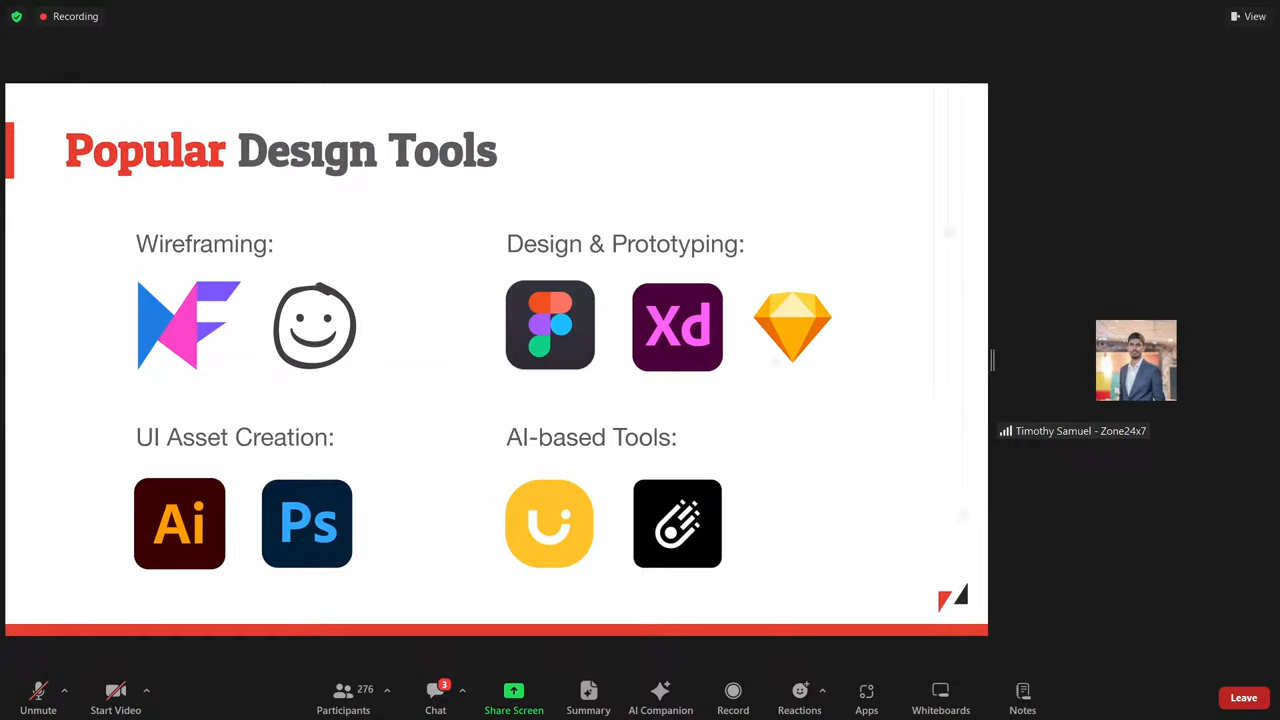 Recording
View
Popular Design Tools
Wireframing:
Design & Prototyping:
Xd
UI Asset Creation:
AI-based Tools:
Ai
Ps
Timothy Samuel - Zone24x7
Unmute
Start Video
276
Participants
3
Chat
Share Screen
Summary
AI Companion
Record
Reactions
Apps
Whiteboards
Notes
Leave